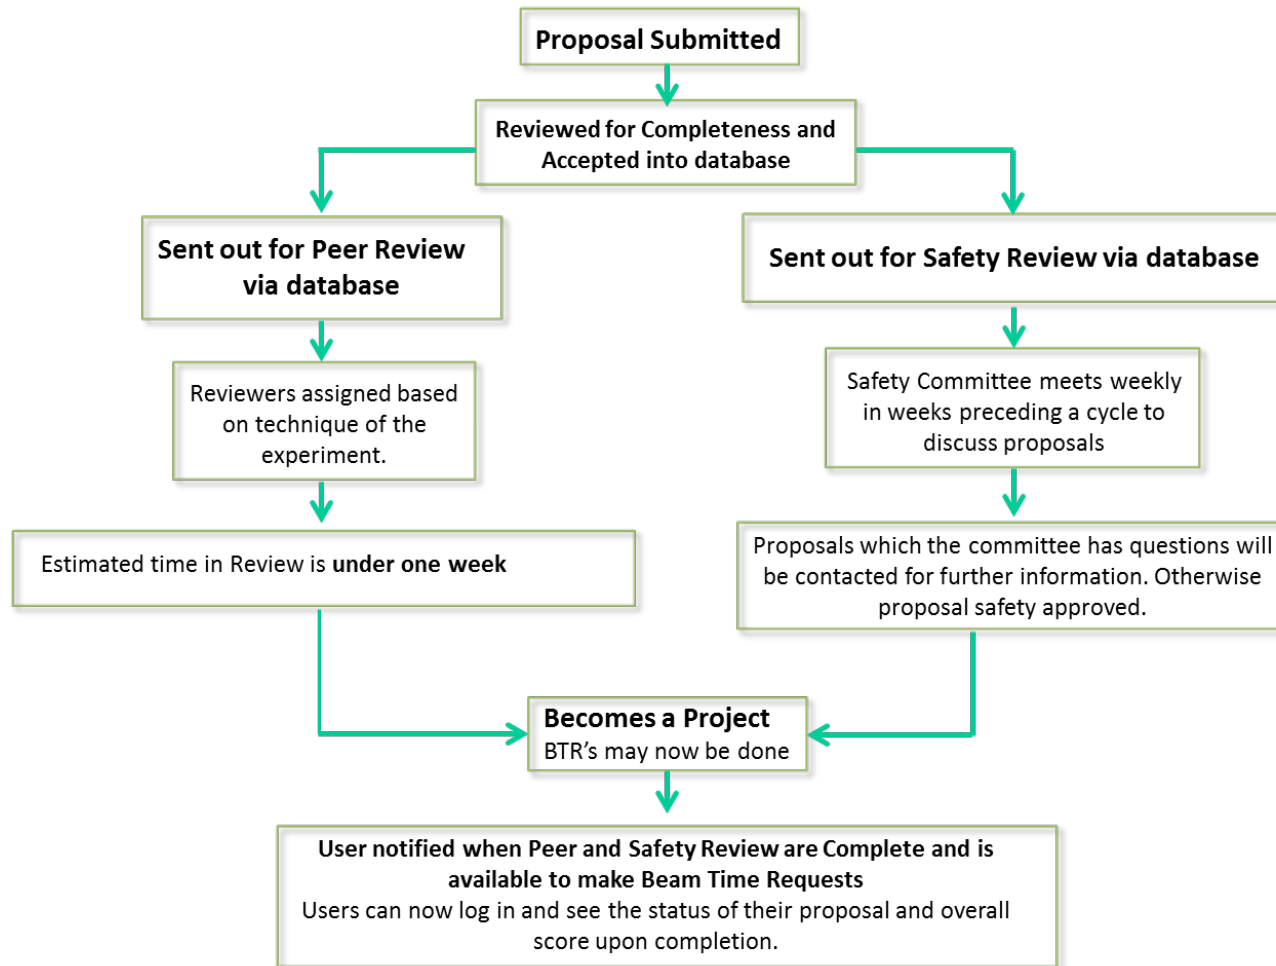 Proposal Submitted
Reviewed for Completeness and
Accepted into database
Sent out for Peer Review
via database
Sent out for Safety Review via database
Reviewers assigned based
on technique of the
experiment.
Safety Committee meets weekly
in weeks preceding a cycle to
discuss proposals
Estimated time in Review is under one week
Proposals which the committee has questions will
be contacted for further information. Otherwise
proposal safety approved.
Becomes a Project
BTR's may now be done
User notified when Peer and Safety Review are Complete and is
available to make Beam Time Requests
Users can now log in and see the status of their proposal and overall
score upon completion.